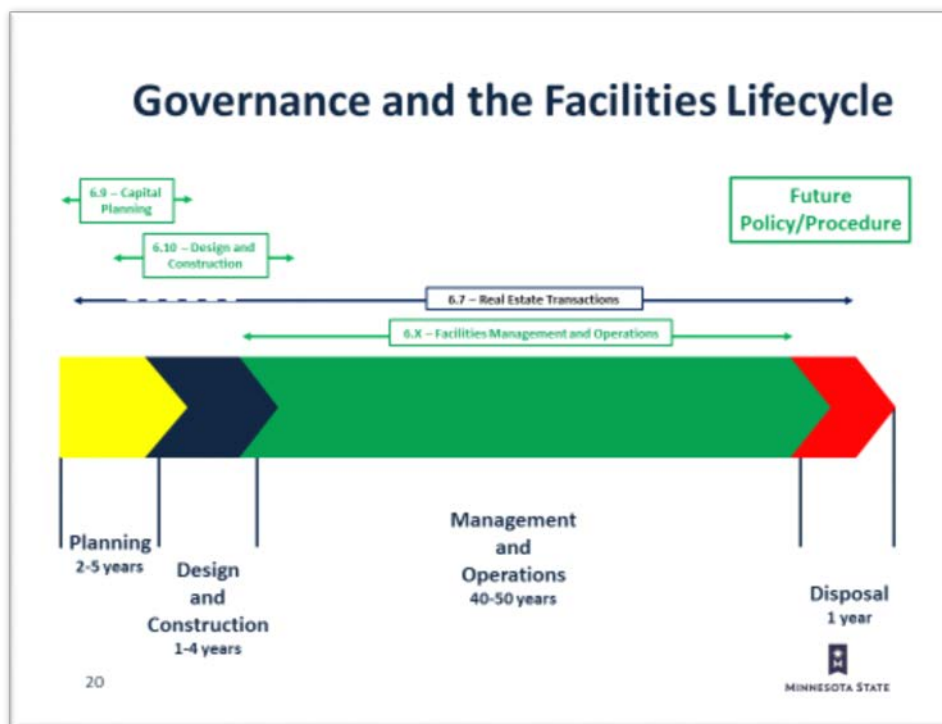 Governance and the Facilities Lifecycle
6.9 – Capital
Planning
Future
Policy/Procedure
6.10 – Design and
Construction
6.7 – Real Estate Transactions
6.X – Facilities Management and Operations
Planning
2-5 years
Design
and
Construction
1-4 years
Management
and
Operations
40-50 years
Disposal
1 year
20
MINNESOTA STATE